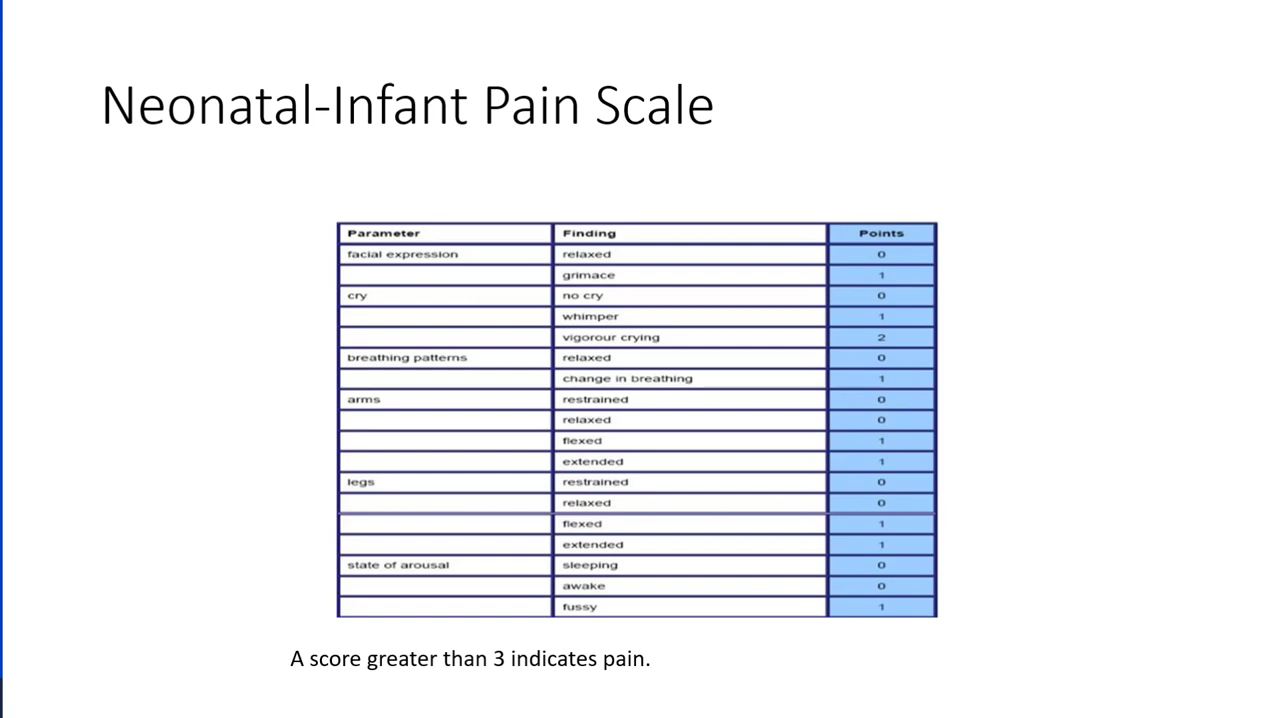 Neonatal-Infant Pain Scale
Parameter Finding Points
facial expression relaxed 0
grimace 1
cry no cry 0
whimper 1
vigorour crying 2
breathing patterns relaxed 0
change in breathing 1
arms restrained 0
relaxed 0
flexed 1
extended 1
legs restrained 0
relaxed 0
flexed 1
extended 1
state of arousal sleeping 0
awake 0
fussy 1
A score greater than 3 indicates pain.